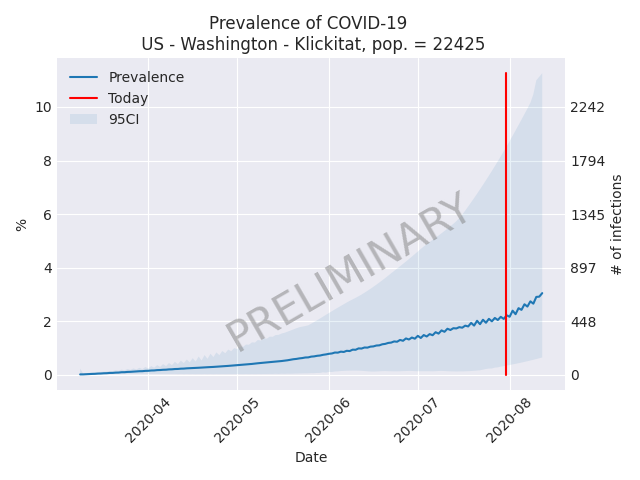 Prevalence of COVID-19
US - Washington - Klickitat, pop. = 22425
Prevalence
Today
95CI
10
8
6
4
2
0
%
2242
1794
1345
897
448
0
# of infections
PRELIMINARY
2020-04
2020-05
2020-06
2020-07
2020-08
Date